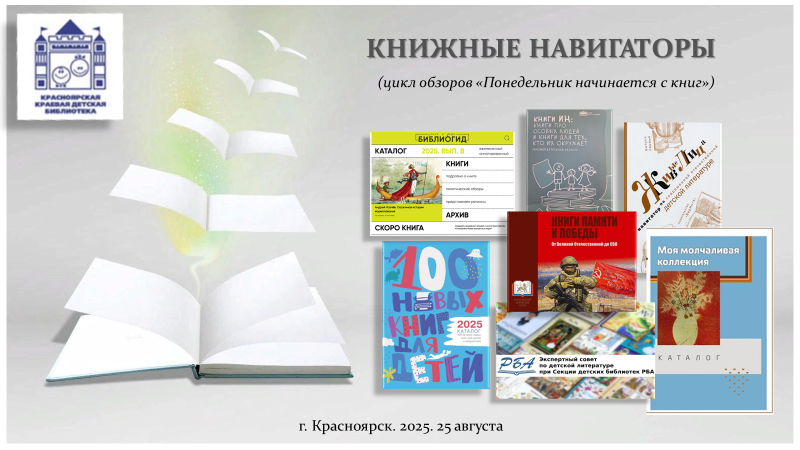 КРАСНОЯРСКАЯ
КРАЕВАЯ ДЕТСКАЯ
БИБЛИОТЕКА
КНИЖНЫЕ НАВИГАТОРЫ
(цикл обзоров «Понедельник начинается с книг»)
БИБЛИОГИД
КАТАЛОГ 2025. ВЫП. 8
КНИГИ
АРХИВ
СКОРО КНИГА
КНИГИ ИН:
КНИГИ ПРО
ОСОБЫХ ЛЮДЕЙ
И КНИГИ ДЛЯ ТЕХ,
КТО ИХ ОКРУЖАЕТ
детской литературе
КНИГИ ПАМЯТИ
И ПОБЕДЫ
От Великой Отечественной до СВО
Моя молчаливая
коллекция
КАТАЛОГ
100
НОВЫХ
КНИГ
ДЛЯ
ДЕТЕЙ
2025
КАТАЛОГ
РБА
Экспертный совет
по детской литературе
при Секции детских библиотек РБА
г. Красноярск. 2025. 25 августа